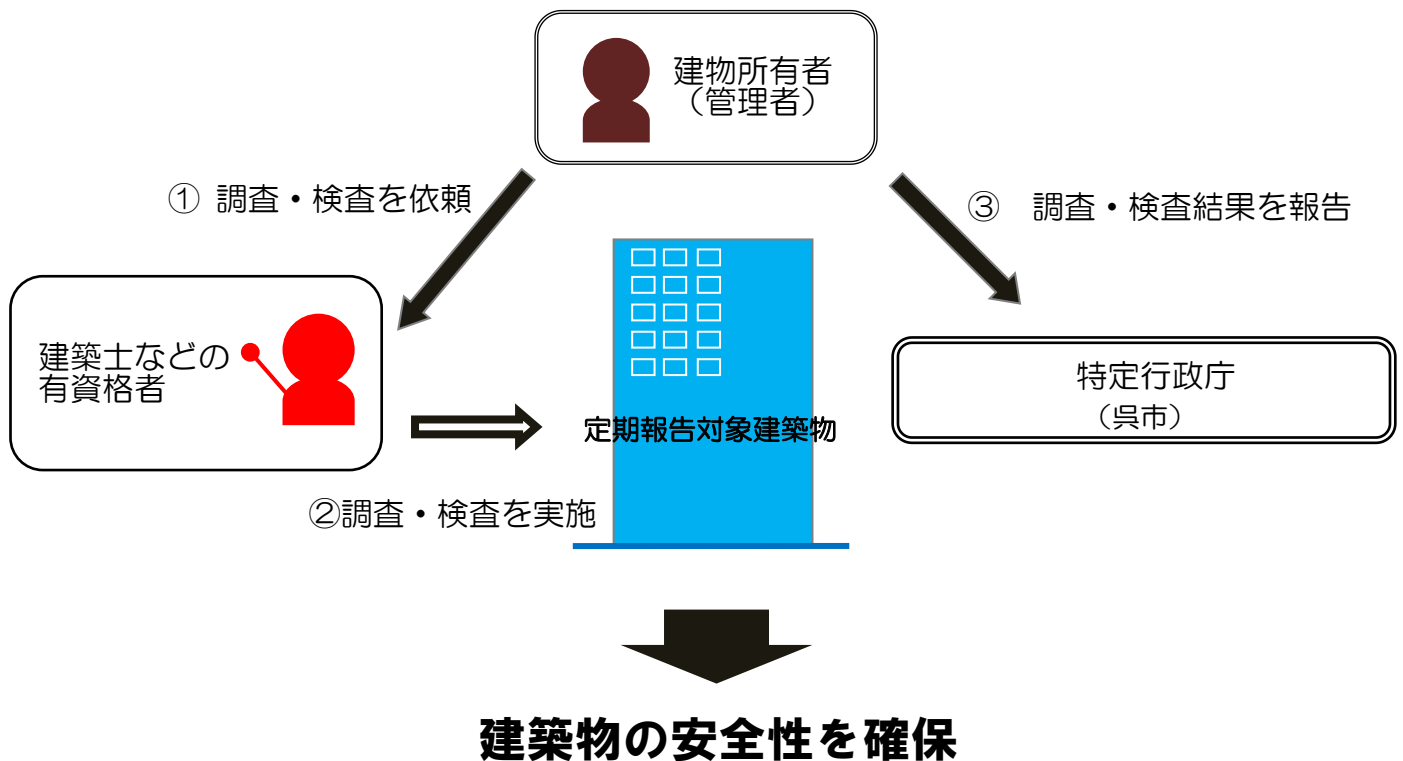 建物所有者
（管理者）
① 調査・検査を依頼
③　調査・検査結果を報告
建築士などの
有資格者
特定行政庁
（呉市）
定期報告対象建築物
②調査・検査を実施
建築物の安全性を確保